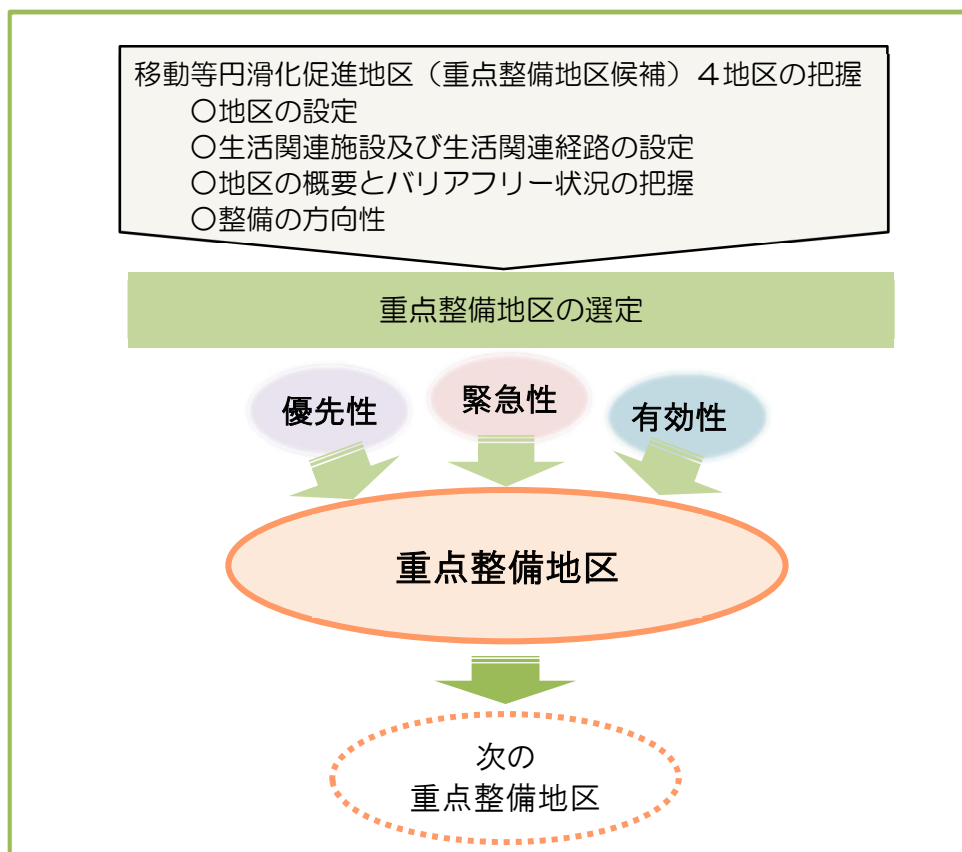 移動等円滑化促進地区（重点整備地区候補）４地区の把握
〇地区の設定
〇生活関連施設及び生活関連経路の設定
〇地区の概要とバリアフリー状況の把握
〇整備の方向性
重点整備地区の選定
優先性
緊急性
有効性
重点整備地区
次の
重点整備地区